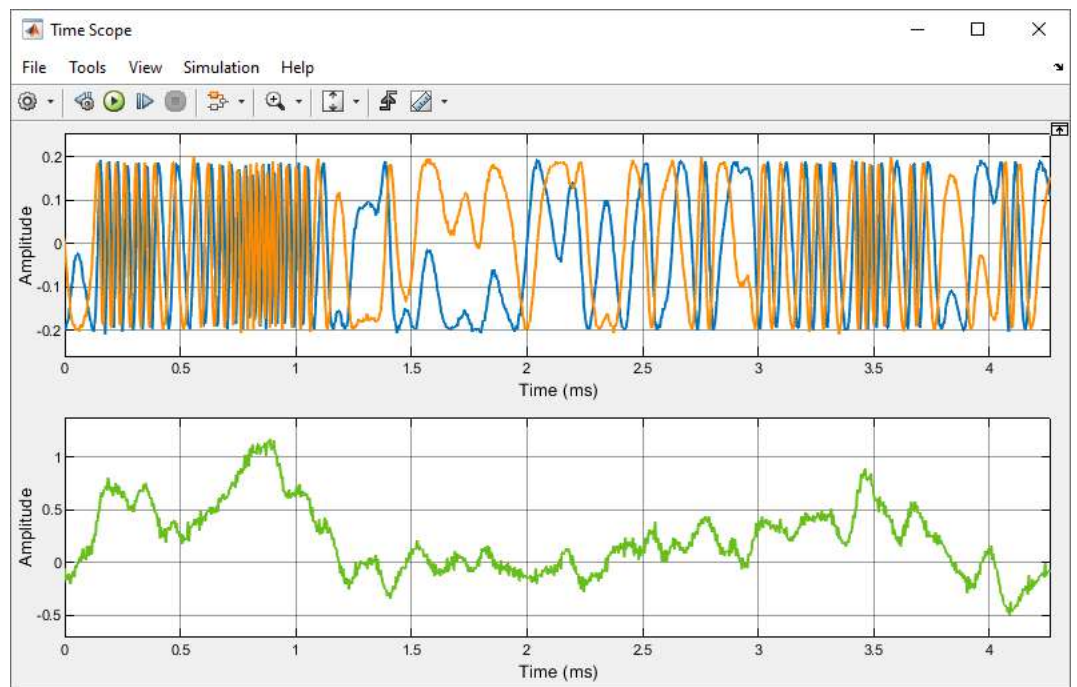 Time Scope
File Tools View Simulation Help
0.2
0.1
0
-0.1
-0.2
Amplitude
0 0.5 1 1.5 2 2.5 3 3.5 4
Time (ms)
1
0.5
0
-0.5
Amplitude
0 0.5 1 1.5 2 2.5 3 3.5 4
Time (ms)